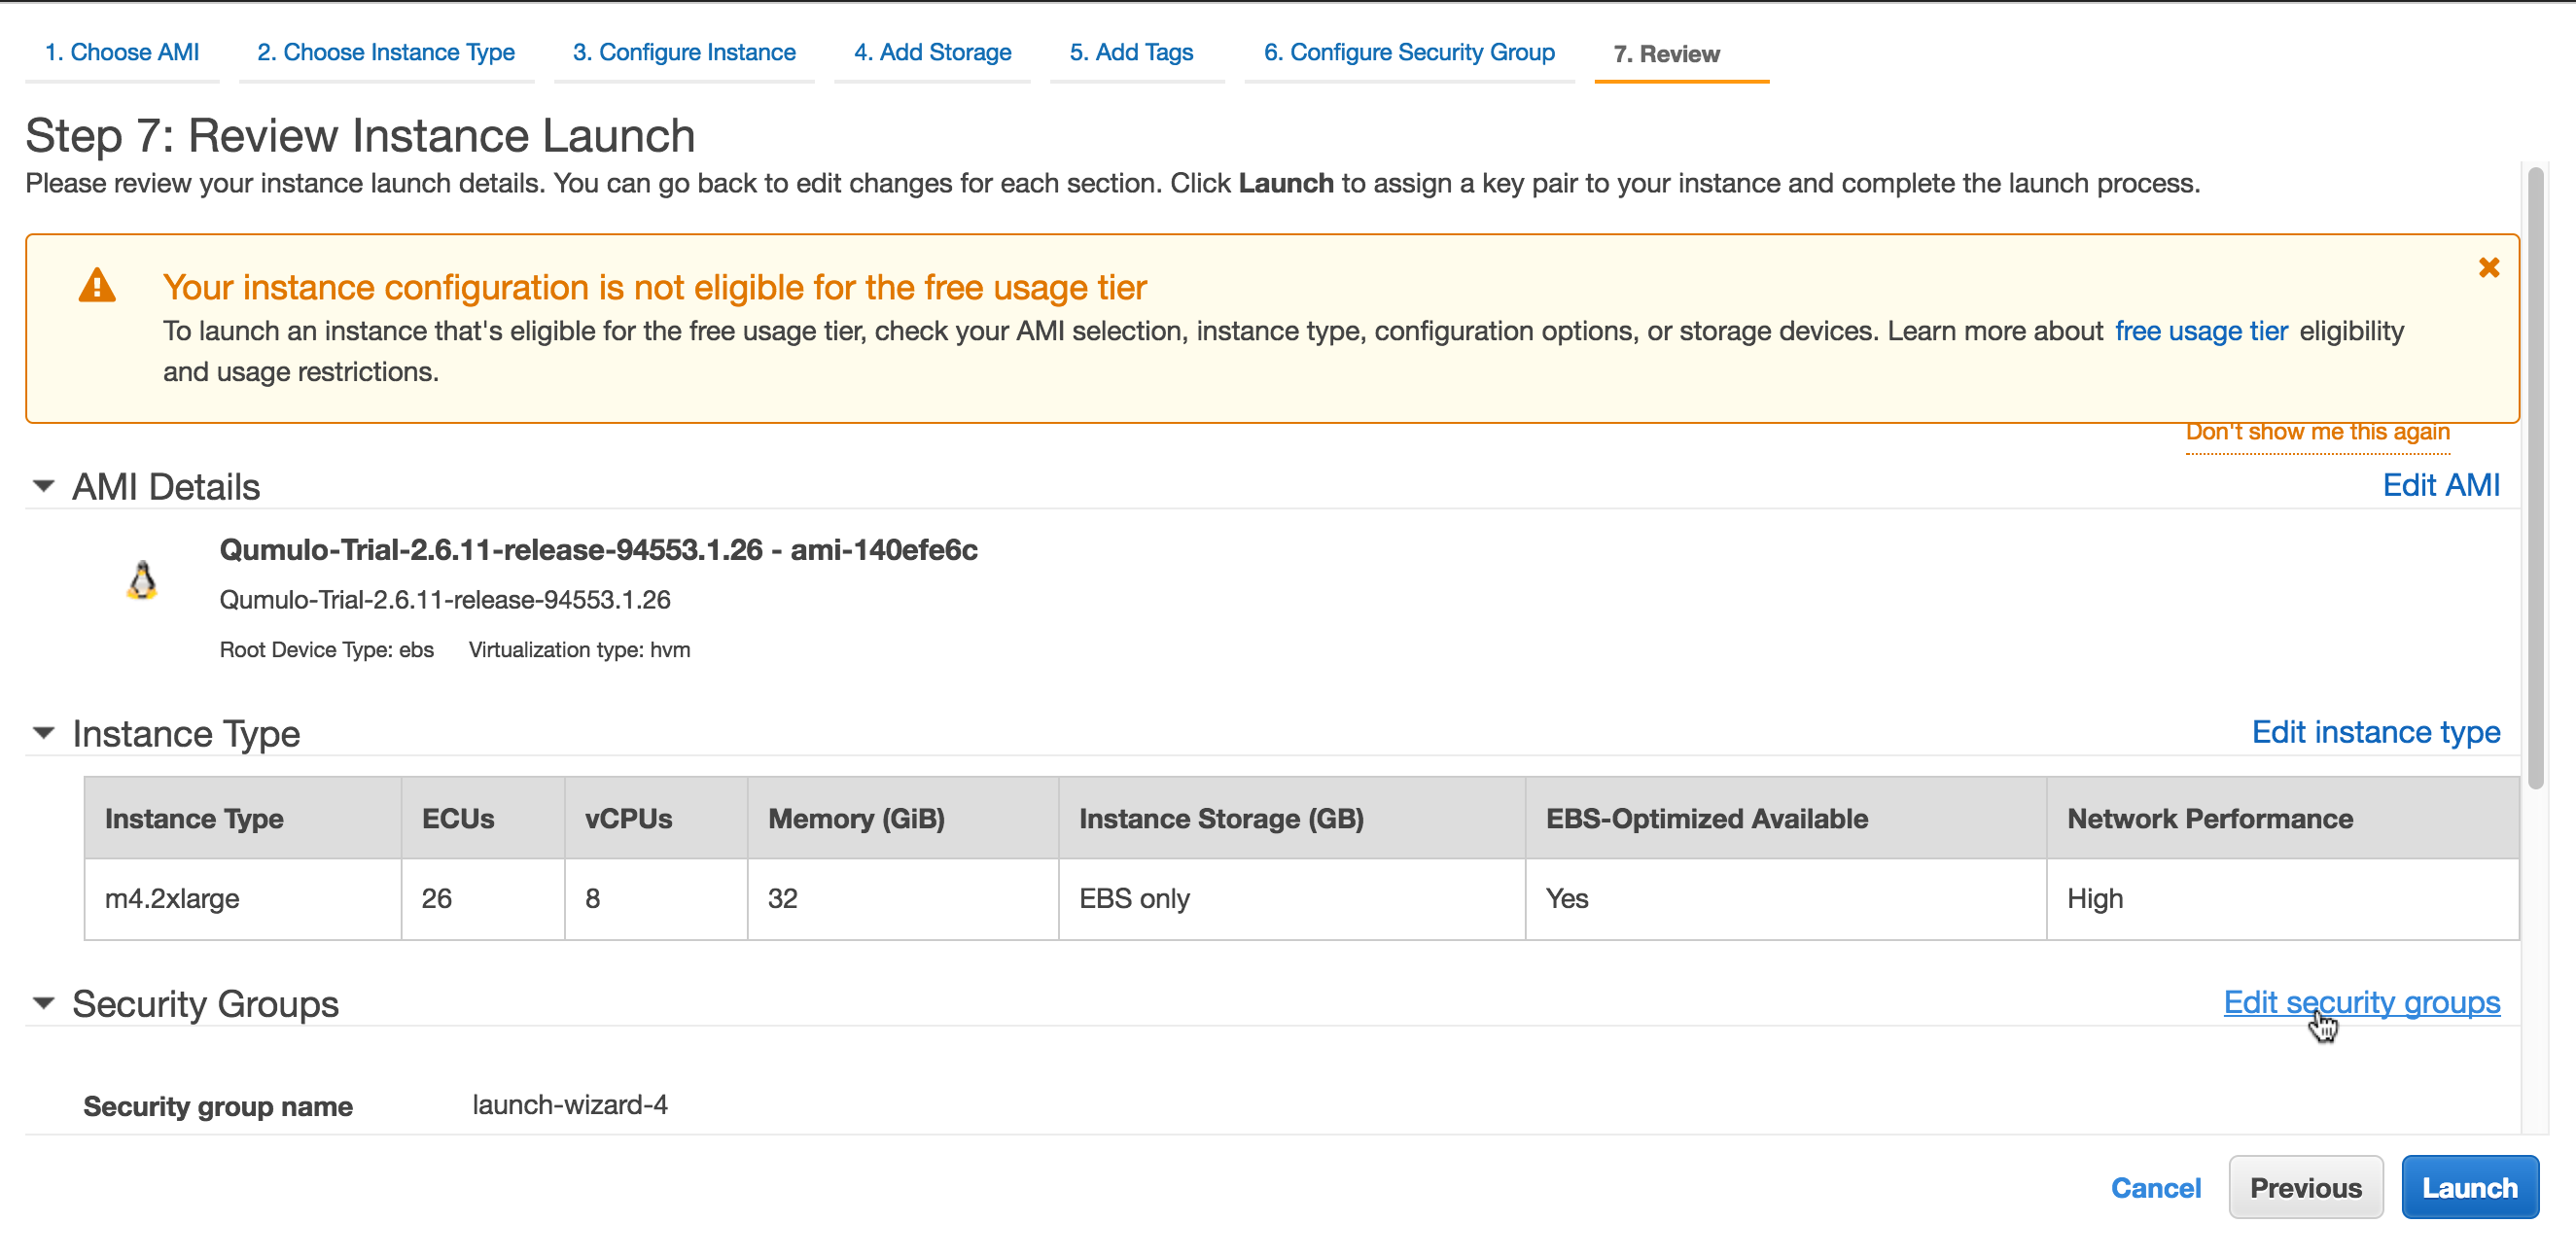 1. Choose AMI 2. Choose Instance Type 3. Configure Instance 4. Add Storage 5. Add Tags 6. Configure Security Group 7. Review
Step 7: Review Instance Launch
Please review your instance launch details. You can go back to edit changes for each section. Click Launch to assign a key pair to your instance and complete the launch process.
Your instance configuration is not eligible for the free usage tier
To launch an instance that's eligible for the free usage tier, check your AMI selection, instance type, configuration options, or storage devices. Learn more about free usage tier eligibility
and usage restrictions.
Don't show me this again
AMI Details Edit AMI
Qumulo-Trial-2.6.11-release-94553.1.26 - ami-140efe6c
Qumulo-Trial-2.6.11-release-94553.1.26
Root Device Type: ebs Virtualization type: hvm
Instance Type Edit instance type
Instance Type ECUs vCPUs Memory (GiB) Instance Storage (GB) EBS-Optimized Available Network Performance
m4.2xlarge 26 8 32 EBS only Yes High
Security Groups Edit security groups
Security group name launch-wizard-4
Cancel Previous Launch